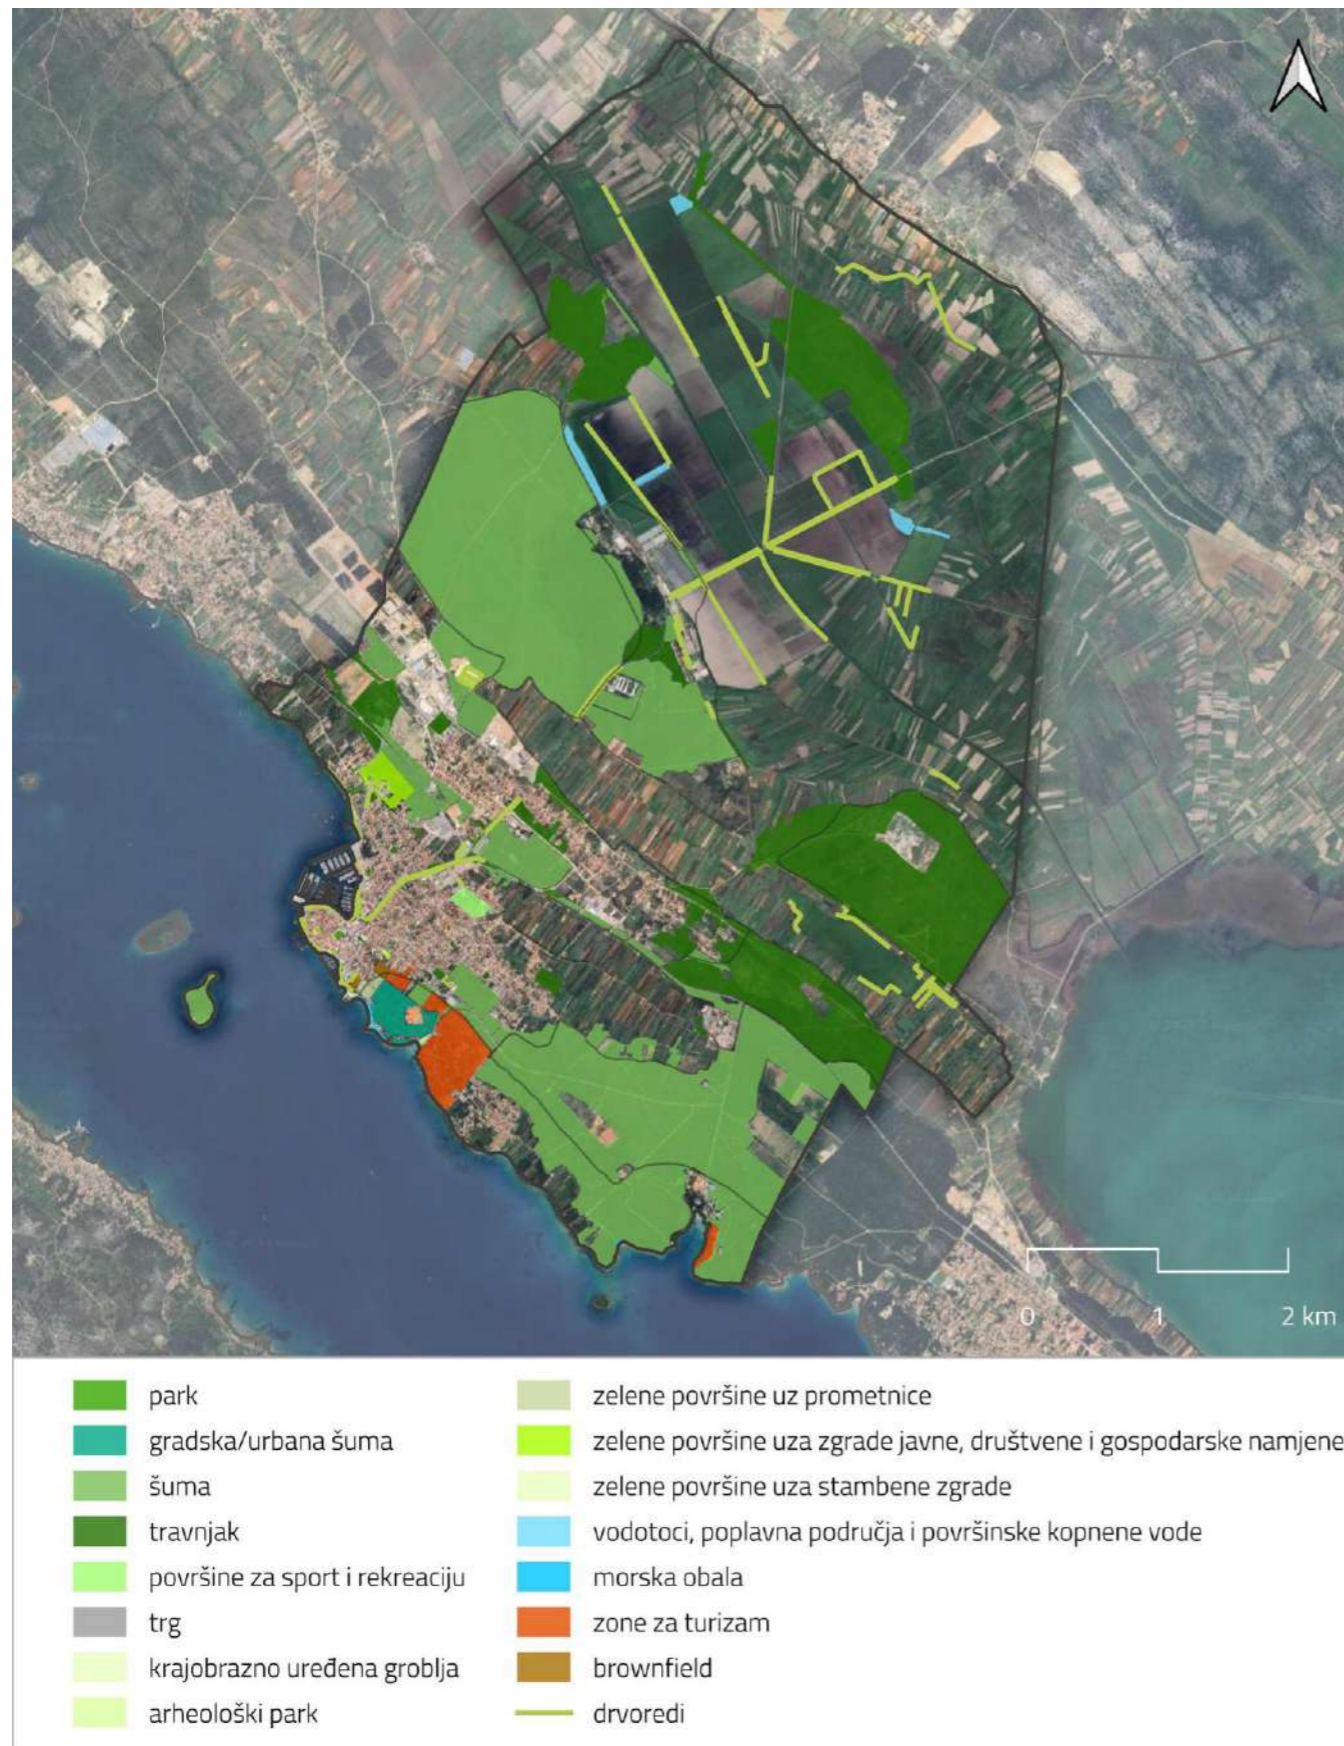 0 1 2 km
park
gradska/urbana šuma
šuma
travnjak
površine za sport i rekreaciju
trg
krajobrazno uređena groblja
arheološki park
zelene površine uz prometnice
zelene površine uza zgrade javne, društvene i gospodarske namjene
zelene površine uza stambene zgrade
vodotoci, poplavna područja i površinske kopnene vode
morska obala
zone za turizam
brownfield
drvoredi